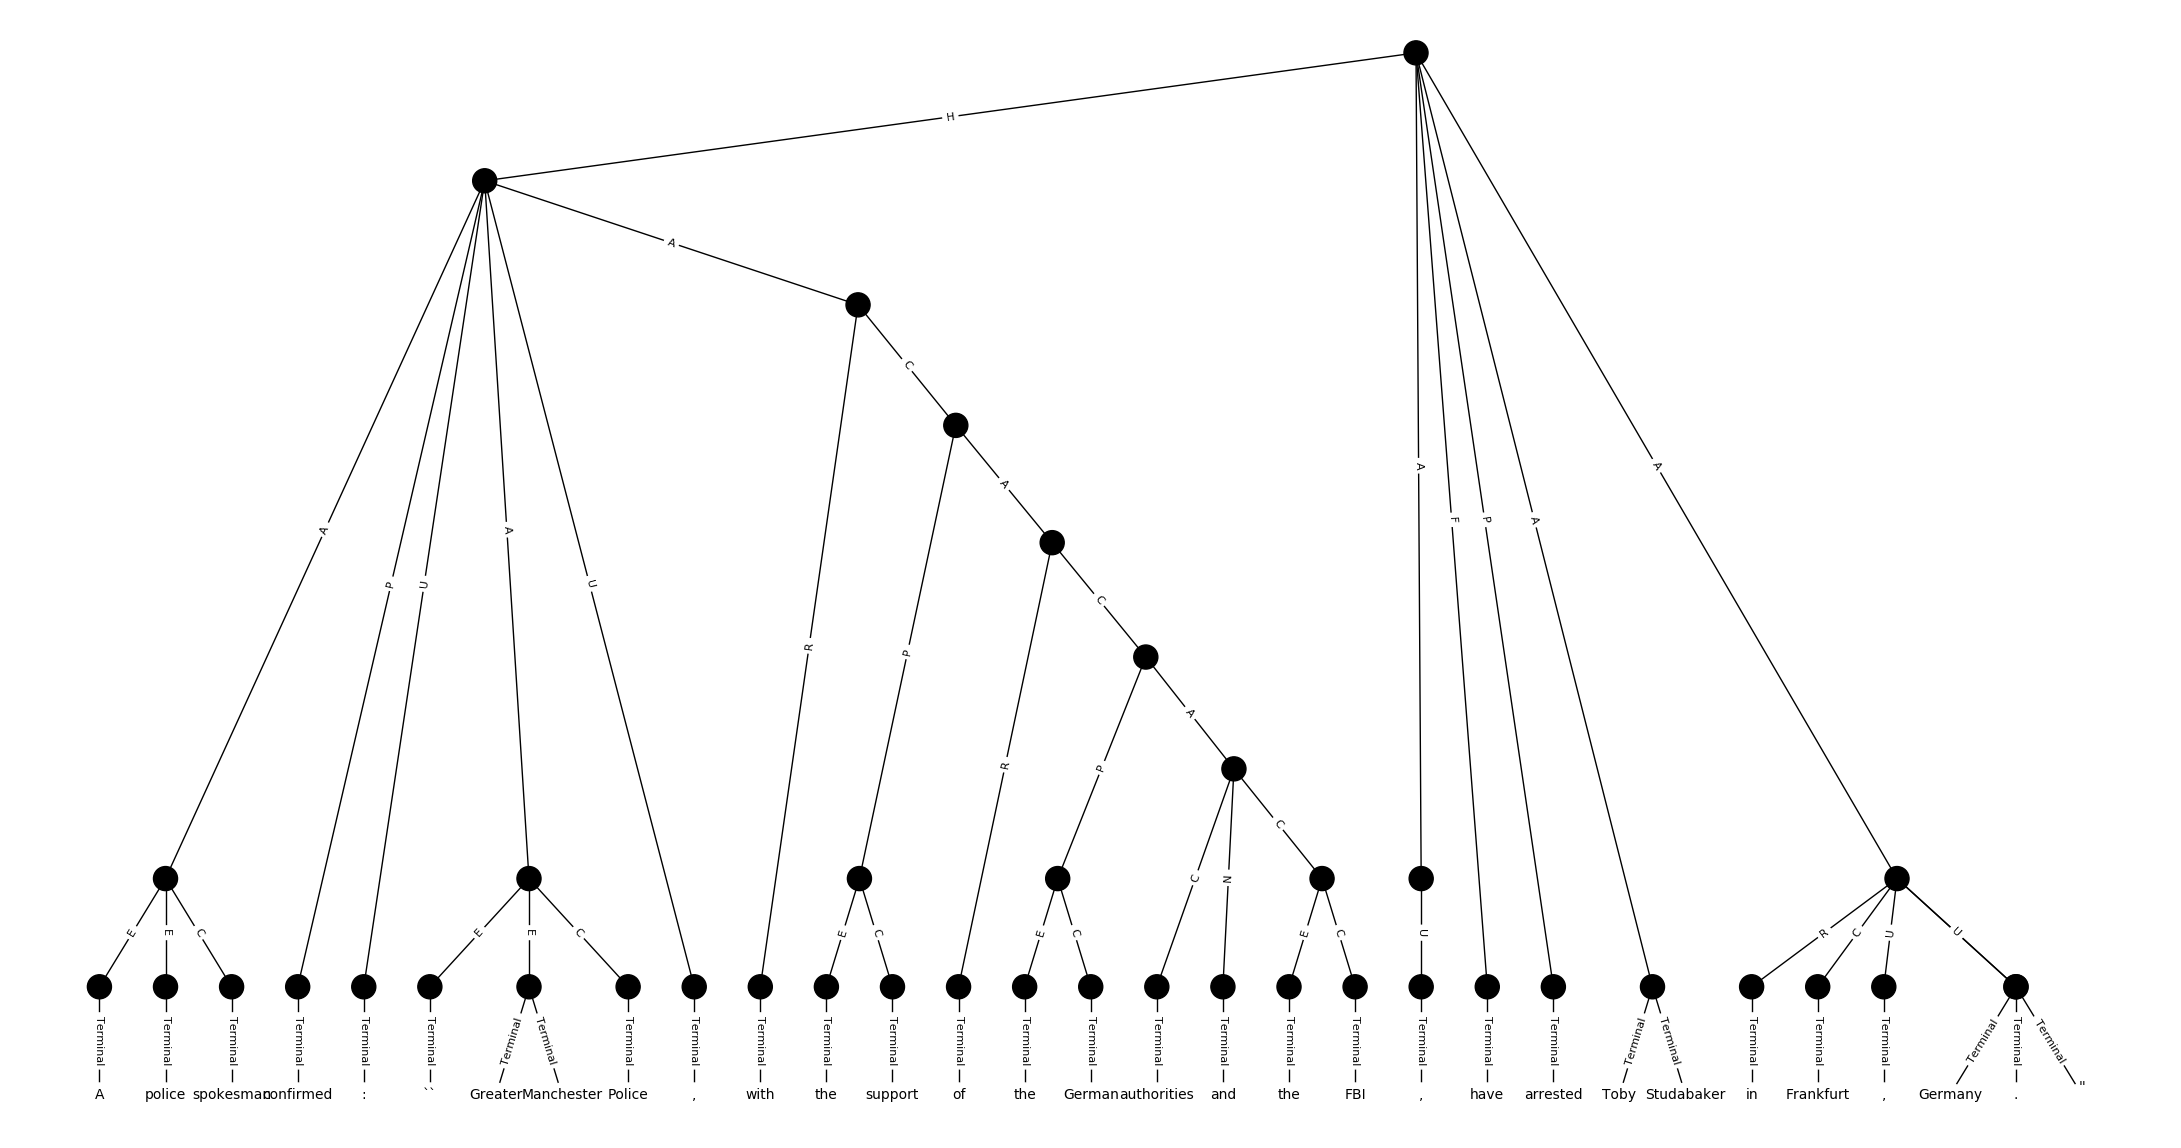 H
A
C
A
C
A
C
A P U A U R P R P C N A F P A A
E E C E E C E C E C E C U R C U U
Terminal Terminal Terminal Terminal Terminal Terminal Terminal Terminal Terminal Terminal Terminal Terminal Terminal Terminal Terminal Terminal Terminal Terminal Terminal Terminal Terminal Terminal Terminal Terminal Terminal Terminal Terminal Terminal Terminal Terminal Terminal
A police spokesman confirmed : `` Greater Manchester Police , with the support of the German authorities and the FBI , have arrested Toby Studabaker in Frankfurt , Germany . "